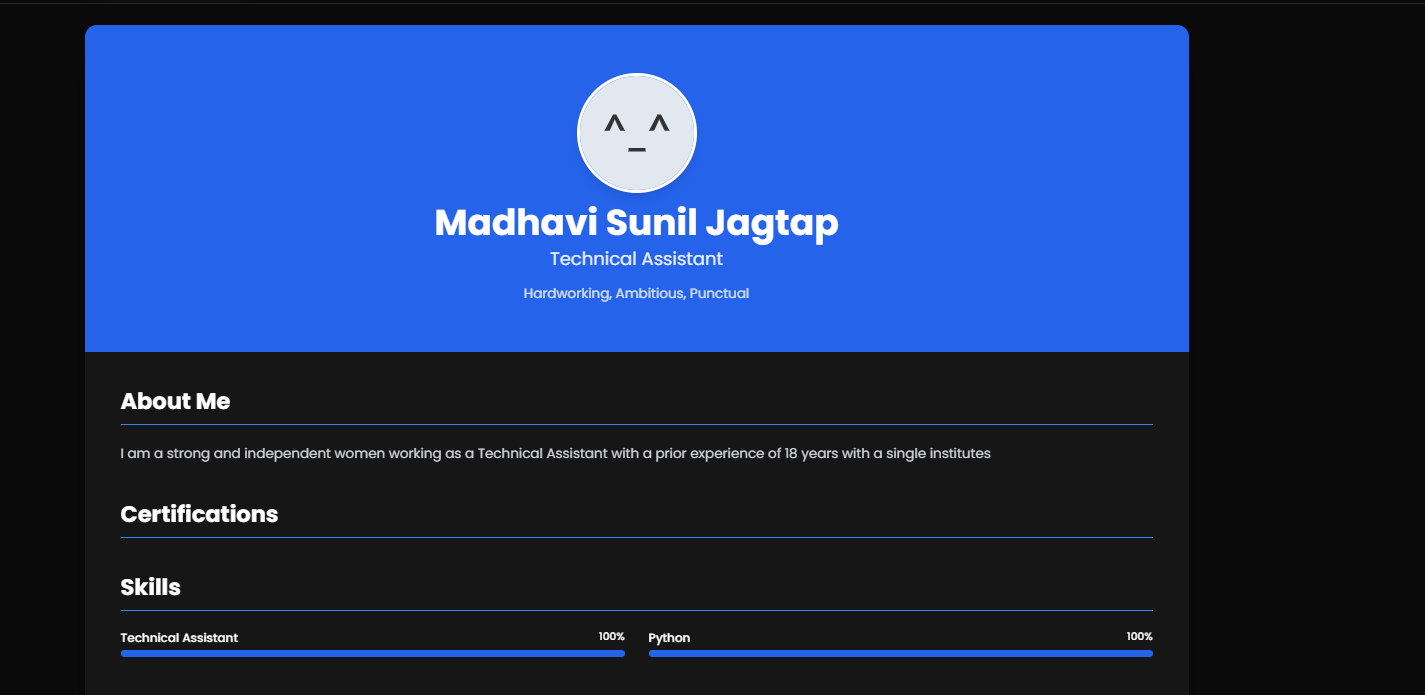 ^ ^
_
Madhavi Sunil Jagtap
Technical Assistant
Hardworking, Ambitious, Punctual
About Me
I am a strong and independent women working as a Technical Assistant with a prior experience of 18 years with a single institutes
Certifications
Skills
Technical Assistant 100% Python 100%